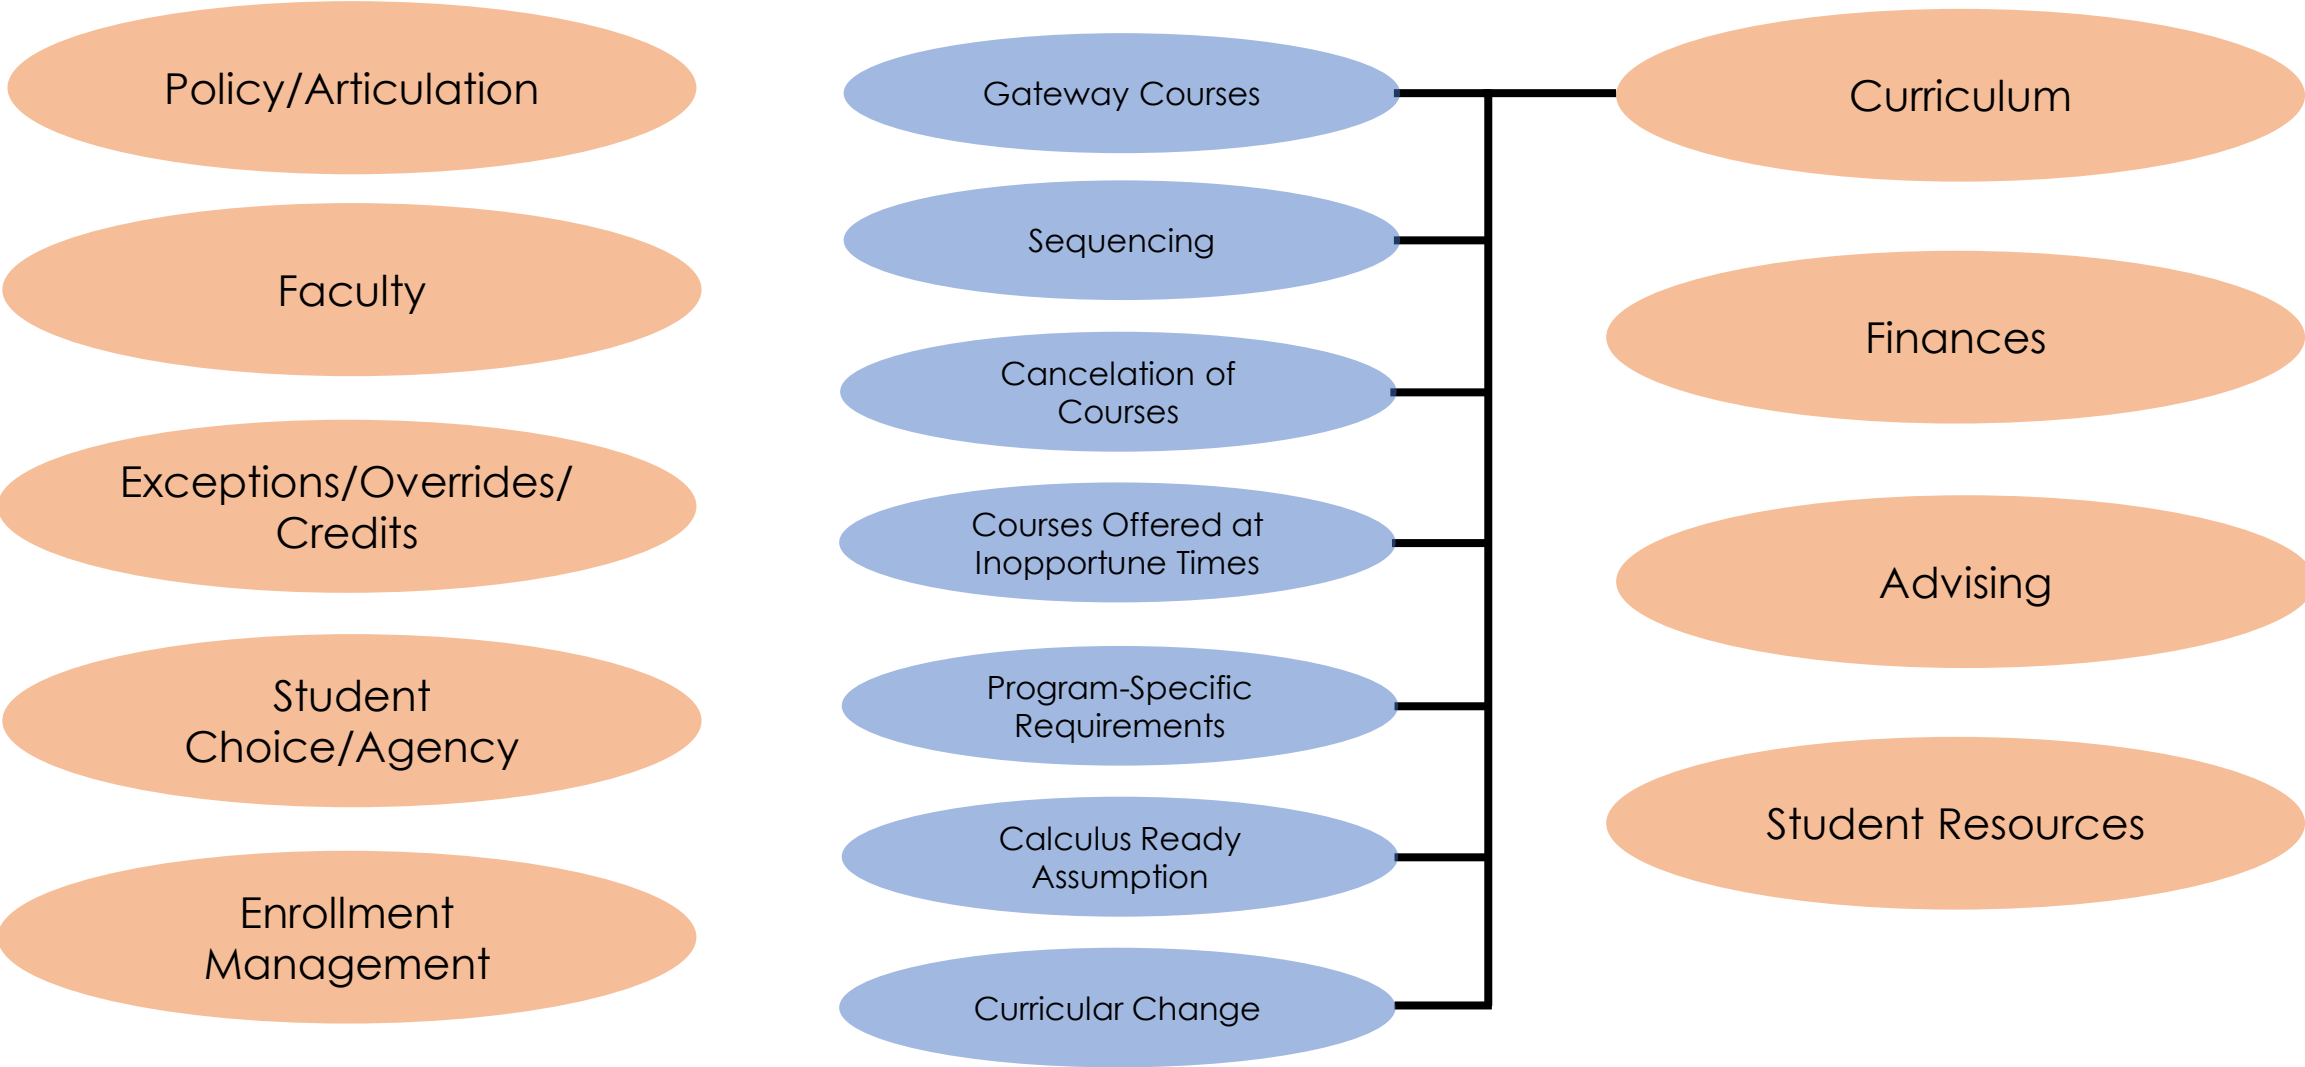 Policy/Articulation
Faculty
Exceptions/Overrides/
Credits
Student
Choice/Agency
Enrollment
Management
Gateway Courses
Sequencing
Cancelation of
Courses
Courses Offered at
Inopportune Times
Program-Specific
Requirements
Calculus Ready
Assumption
Curricular Change
Curriculum
Finances
Advising
Student Resources